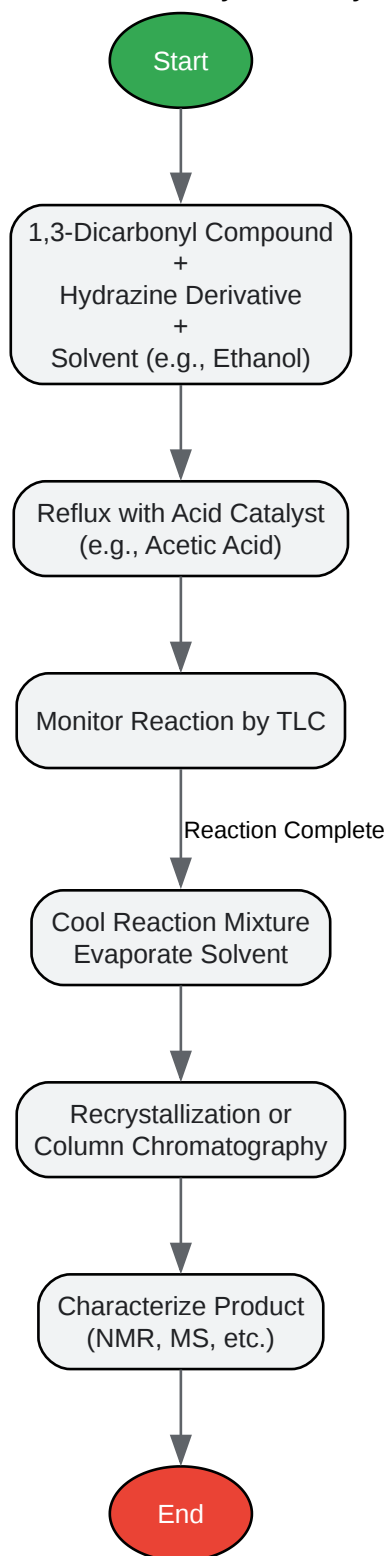 Start
1,3-Dicarbonyl Compound
+
Hydrazine Derivative
+
Solvent (e.g., Ethanol)
Reflux with Acid Catalyst
(e.g., Acetic Acid)
Monitor Reaction by TLC
Reaction Complete
Cool Reaction Mixture
Evaporate Solvent
Recrystallization or
Column Chromatography
Characterize Product
(NMR, MS, etc.)
End